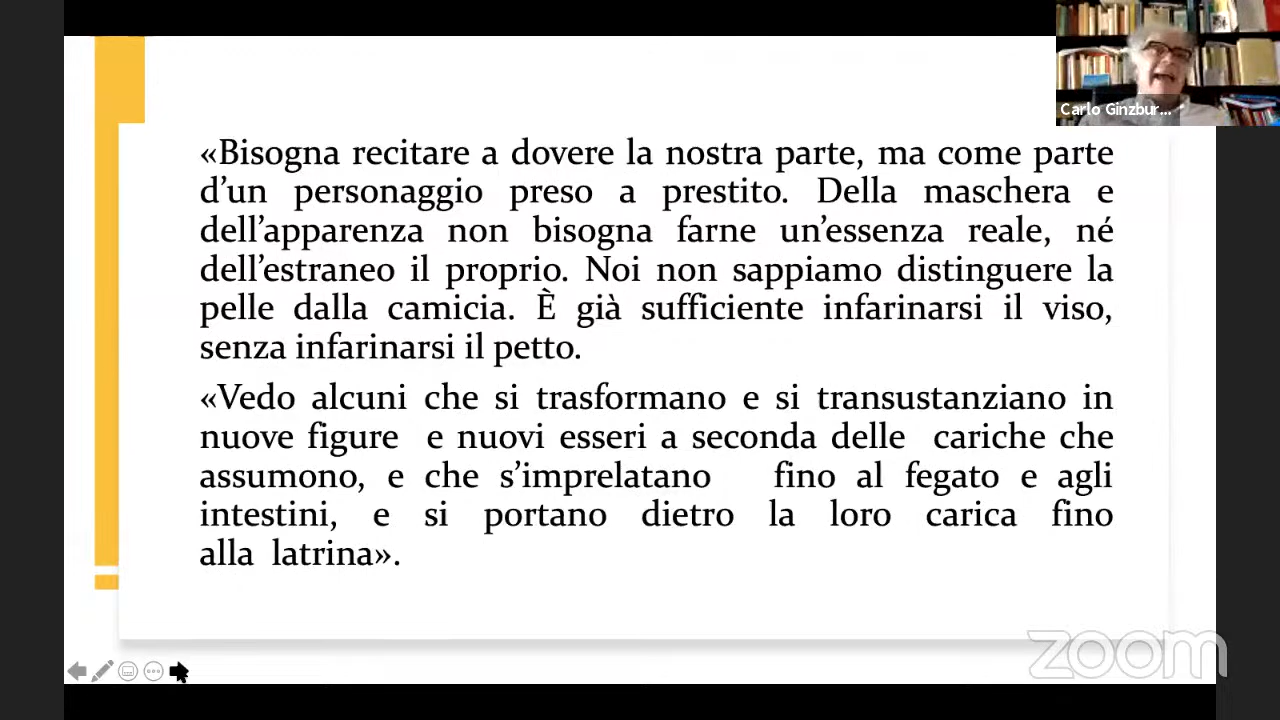 Carlo Ginzbur...
«Bisogna recitare a dovere la nostra parte, ma come parte
d’un personaggio preso a prestito. Della maschera e
dell’apparenza non bisogna farne un’essenza reale, né
dell’estraneo il proprio. Noi non sappiamo distinguere la
pelle dalla camicia. È già sufficiente infarinarsi il viso,
senza infarinarsi il petto.
«Vedo alcuni che si trasformano e si transustanziano in
nuove figure e nuovi esseri a seconda delle cariche che
assumono, e che s’imprelatano fino al fegato e agli
intestini, e si portano dietro la loro carica fino
alla latrina».
zoom